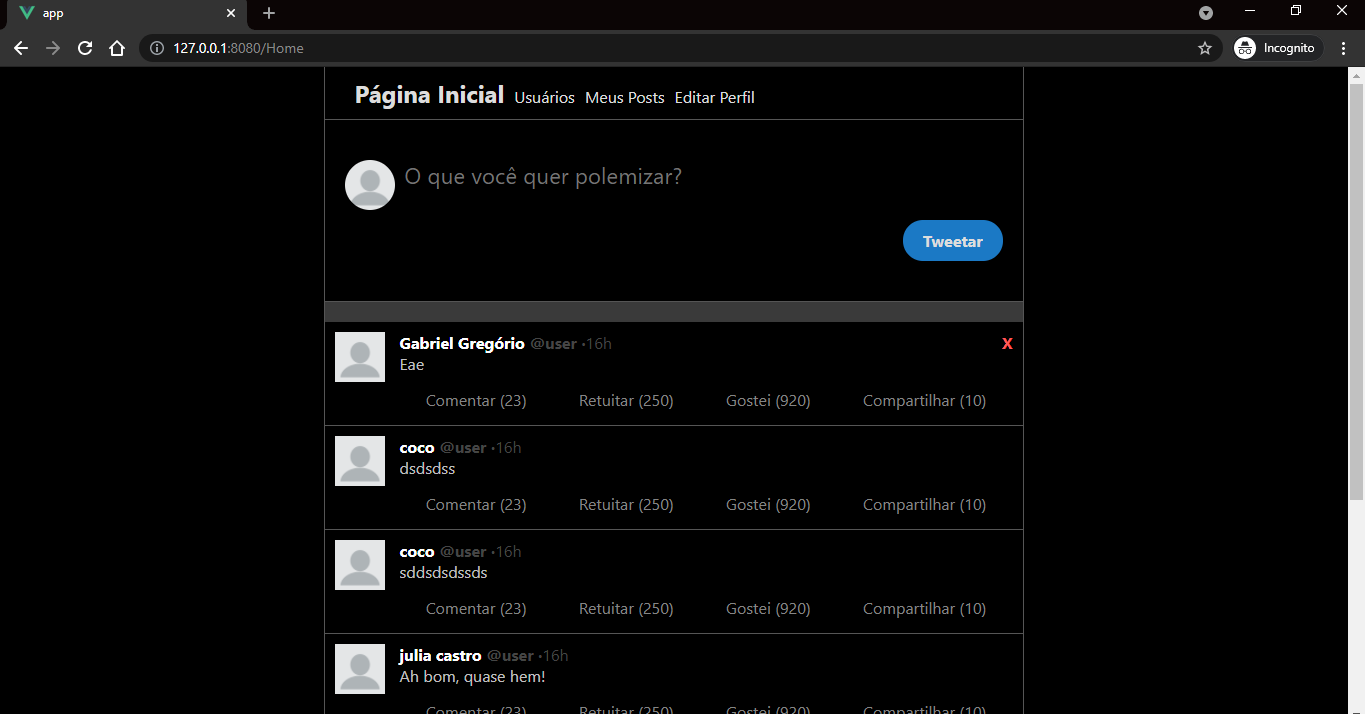 app
127.0.0.1:8080/Home
Incognito
Página Inicial Usuários Meus Posts Editar Perfil
O que você quer polemizar?
Tweetar
Gabriel Gregório @user ·16h X
Eae
Comentar (23) Retuitar (250) Gostei (920) Compartilhar (10)
coco @user ·16h
dsdsdss
Comentar (23) Retuitar (250) Gostei (920) Compartilhar (10)
coco @user ·16h
sddsdsdssds
Comentar (23) Retuitar (250) Gostei (920) Compartilhar (10)
julia castro @user ·16h
Ah bom, quase hem!
Comentar (23) Retuitar (250) Gostei (920) Compartilhar (10)